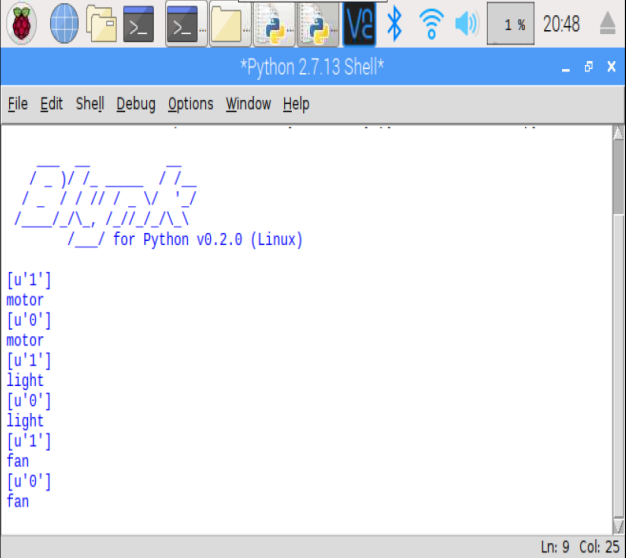 1 % 20:48
*Python 2.7.13 Shell*
File Edit Shell Debug Options Window Help
   ___  __          __
  / _ )/ /_ _____  / /__
 / _  / / // / _ \/  '_/
/____/_/\_, /_//_/_/\_\
       /___/ for Python v0.2.0 (Linux)
[u'1']
motor
[u'0']
motor
[u'1']
light
[u'0']
light
[u'1']
fan
[u'0']
fan
Ln: 9 Col: 25